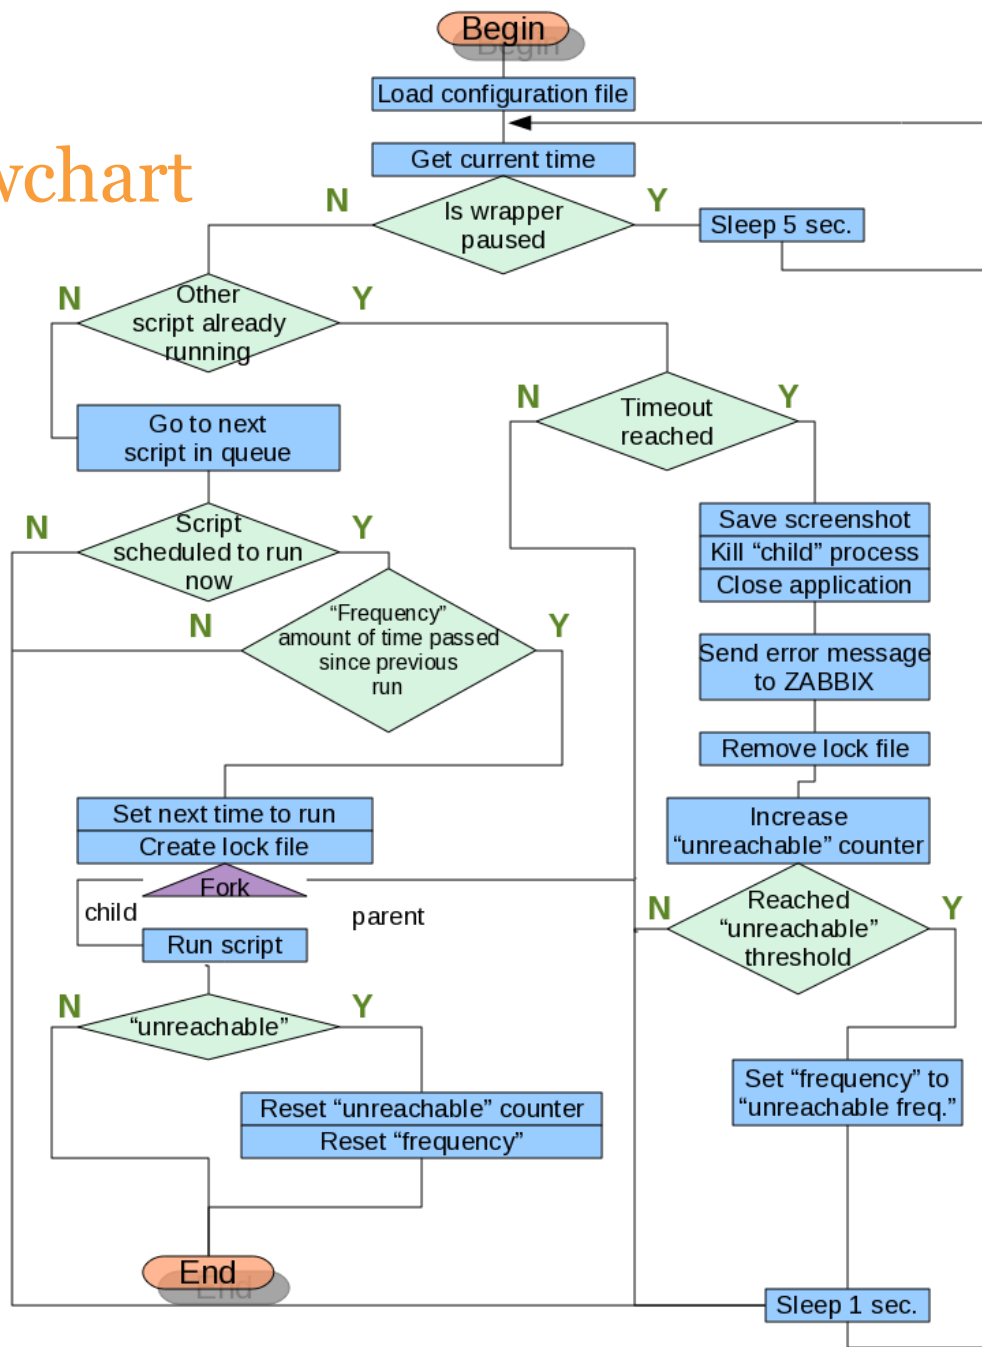 Begin
Load configuration file
wchart
Get current time
N
Is wrapper
paused
Y
Sleep 5 sec.
N
Other
script already
running
Y
N
Timeout
reached
Y
Go to next
script in queue
N
Script
scheduled to run
now
Y
Save screenshot
Kill “child” process
Close application
N
“Frequency”
amount of time passed
since previous
run
Y
Send error message
to ZABBIX
Remove lock file
Set next time to run
Create lock file
Increase
“unreachable” counter
Fork
child
parent
Run script
N
Reached
“unreachable”
threshold
Y
N
“unreachable”
Y
Set “frequency” to
“unreachable freq.”
Reset “unreachable” counter
Reset “frequency”
End
Sleep 1 sec.